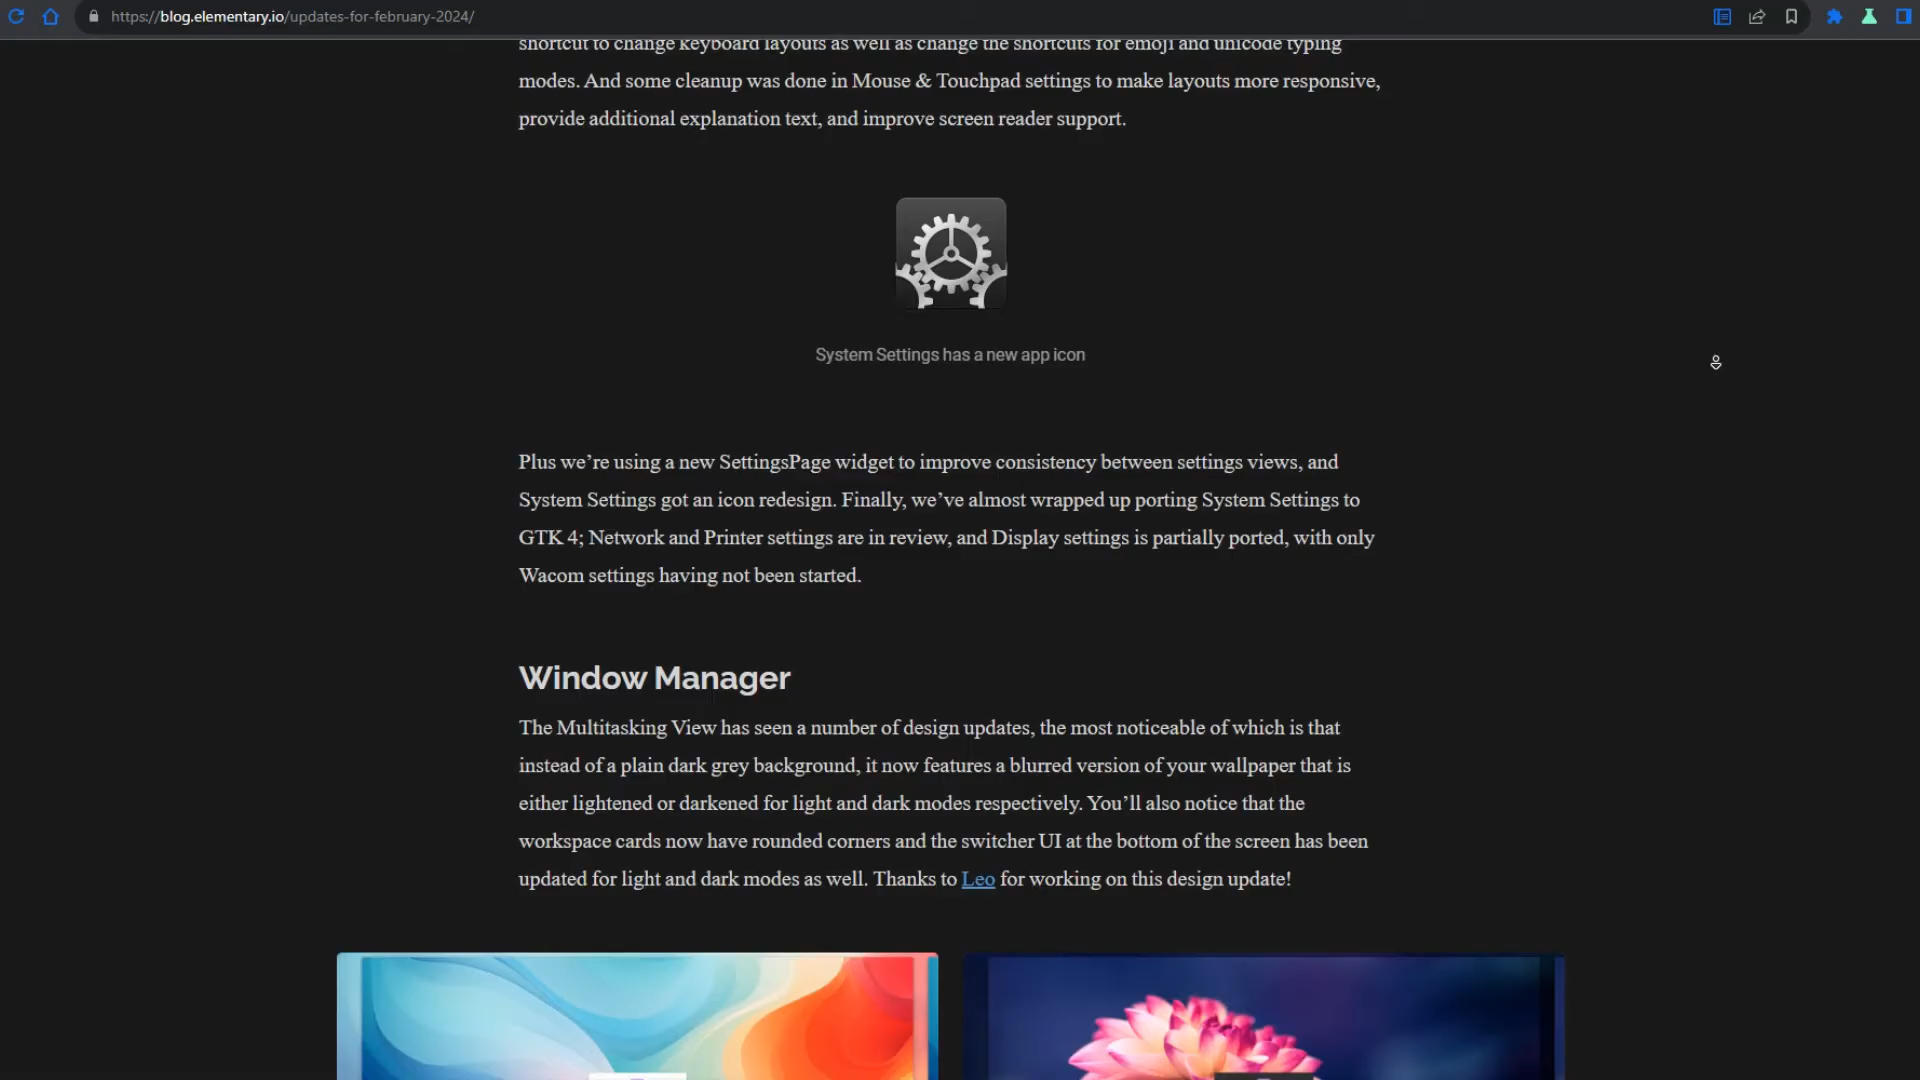 https://blog.elementary.io/updates-for-february-2024/
shortcut to change keyboard layouts as well as change the shortcuts for emoji and unicode typing
modes. And some cleanup was done in Mouse & Touchpad settings to make layouts more responsive,
provide additional explanation text, and improve screen reader support.
System Settings has a new app icon
Plus we’re using a new SettingsPage widget to improve consistency between settings views, and
System Settings got an icon redesign. Finally, we’ve almost wrapped up porting System Settings to
GTK 4; Network and Printer settings are in review, and Display settings is partially ported, with only
Wacom settings having not been started.
Window Manager
The Multitasking View has seen a number of design updates, the most noticeable of which is that
instead of a plain dark grey background, it now features a blurred version of your wallpaper that is
either lightened or darkened for light and dark modes respectively. You’ll also notice that the
workspace cards now have rounded corners and the switcher UI at the bottom of the screen has been
updated for light and dark modes as well. Thanks to Leo for working on this design update!